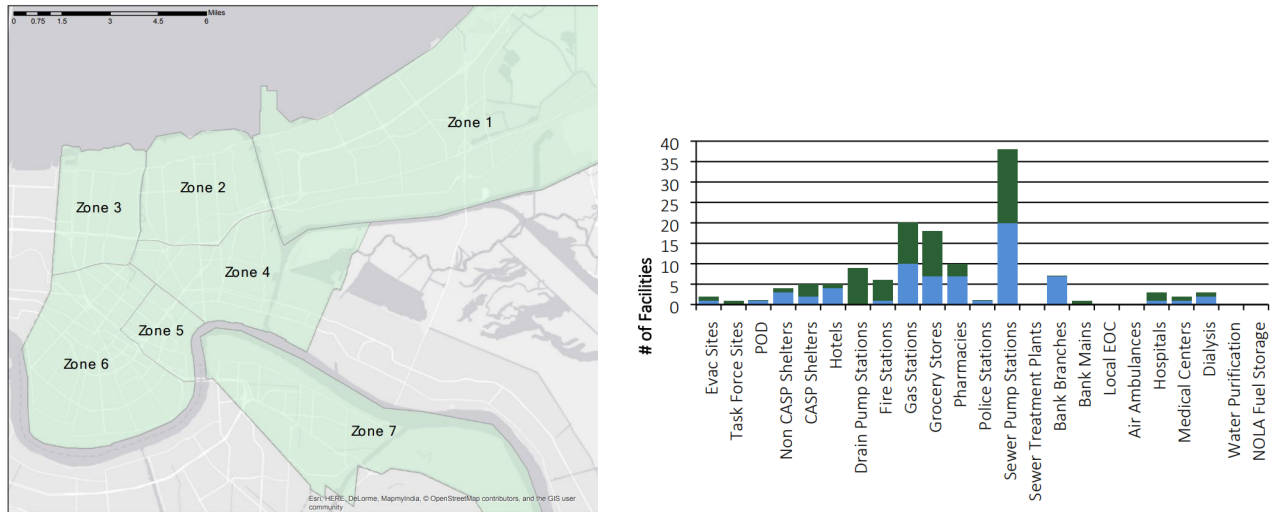 Miles
0 0.75 1.5 3 4.5 6
Zone 1
Zone 2
Zone 3
Zone 4
Zone 5
Zone 6
Zone 7
Esri, HERE, DeLorme, MapmyIndia, © OpenStreetMap contributors, and the GIS user
community
# of Facilities
40
35
30
25
20
15
10
5
0
Evac Sites
Task Force Sites
POD
Non CASP Shelters
CASP Shelters
Hotels
Drain Pump Stations
Fire Stations
Gas Stations
Grocery Stores
Pharmacies
Police Stations
Sewer Pump Stations
Sewer Treatment Plants
Bank Branches
Bank Mains
Local EOC
Air Ambulances
Hospitals
Medical Centers
Dialysis
Water Purification
NOLA Fuel Storage